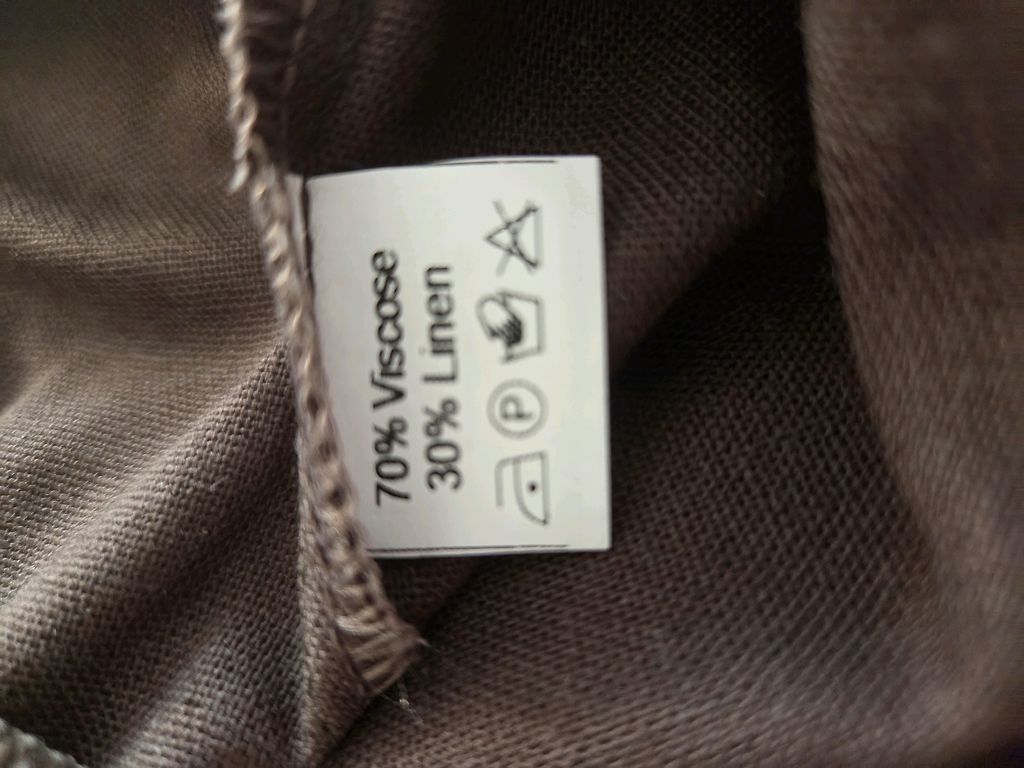 70% Viscose
30% Linen
P